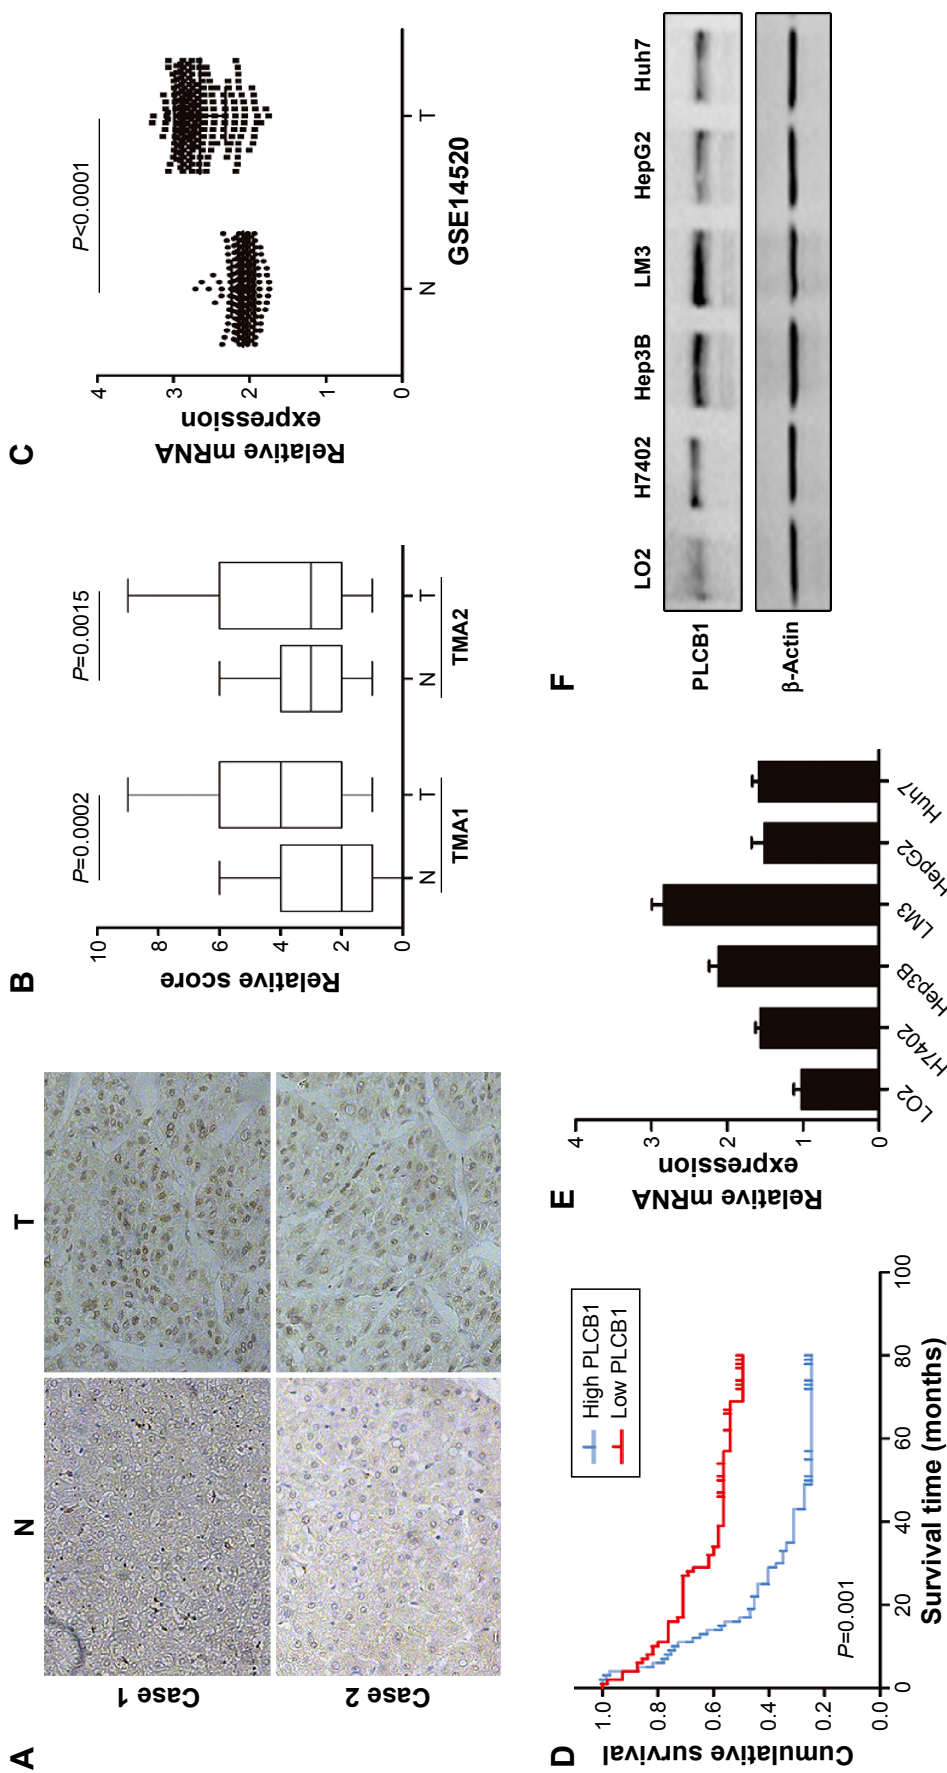 A
N
T
Case 1
Case 2
B
Relative score
10
8
6
4
2
0
P=0.0002
P=0.0015
N
T
N
T
TMA1
TMA2
C
Relative mRNA
expression
4
3
2
1
0
P<0.0001
N
T
GSE14520
D
Cumulative survival
1.0
0.8
0.6
0.4
0.2
0.0
High PLCB1
Low PLCB1
P=0.001
0
20
40
60
80
100
Survival time (months)
E
Relative mRNA
expression
4
3
2
1
0
LO2
H7402
Hep3B
LM3
HepG2
Huh7
F
LO2
H7402
Hep3B
LM3
HepG2
Huh7
PLCB1
β-Actin